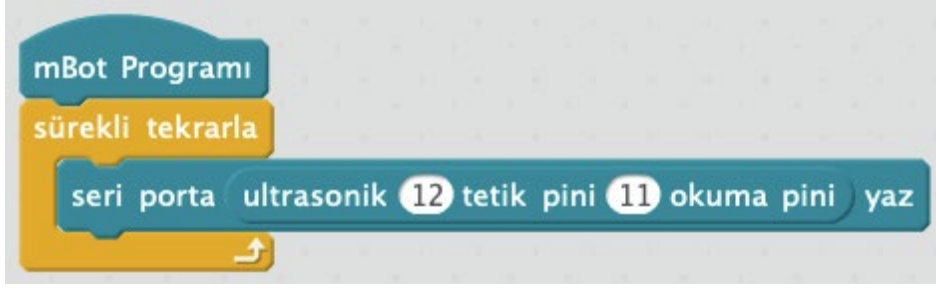 mBot Programı
sürekli tekrarla
seri porta ultrasonik 12 tetik pini 11 okuma pini yaz